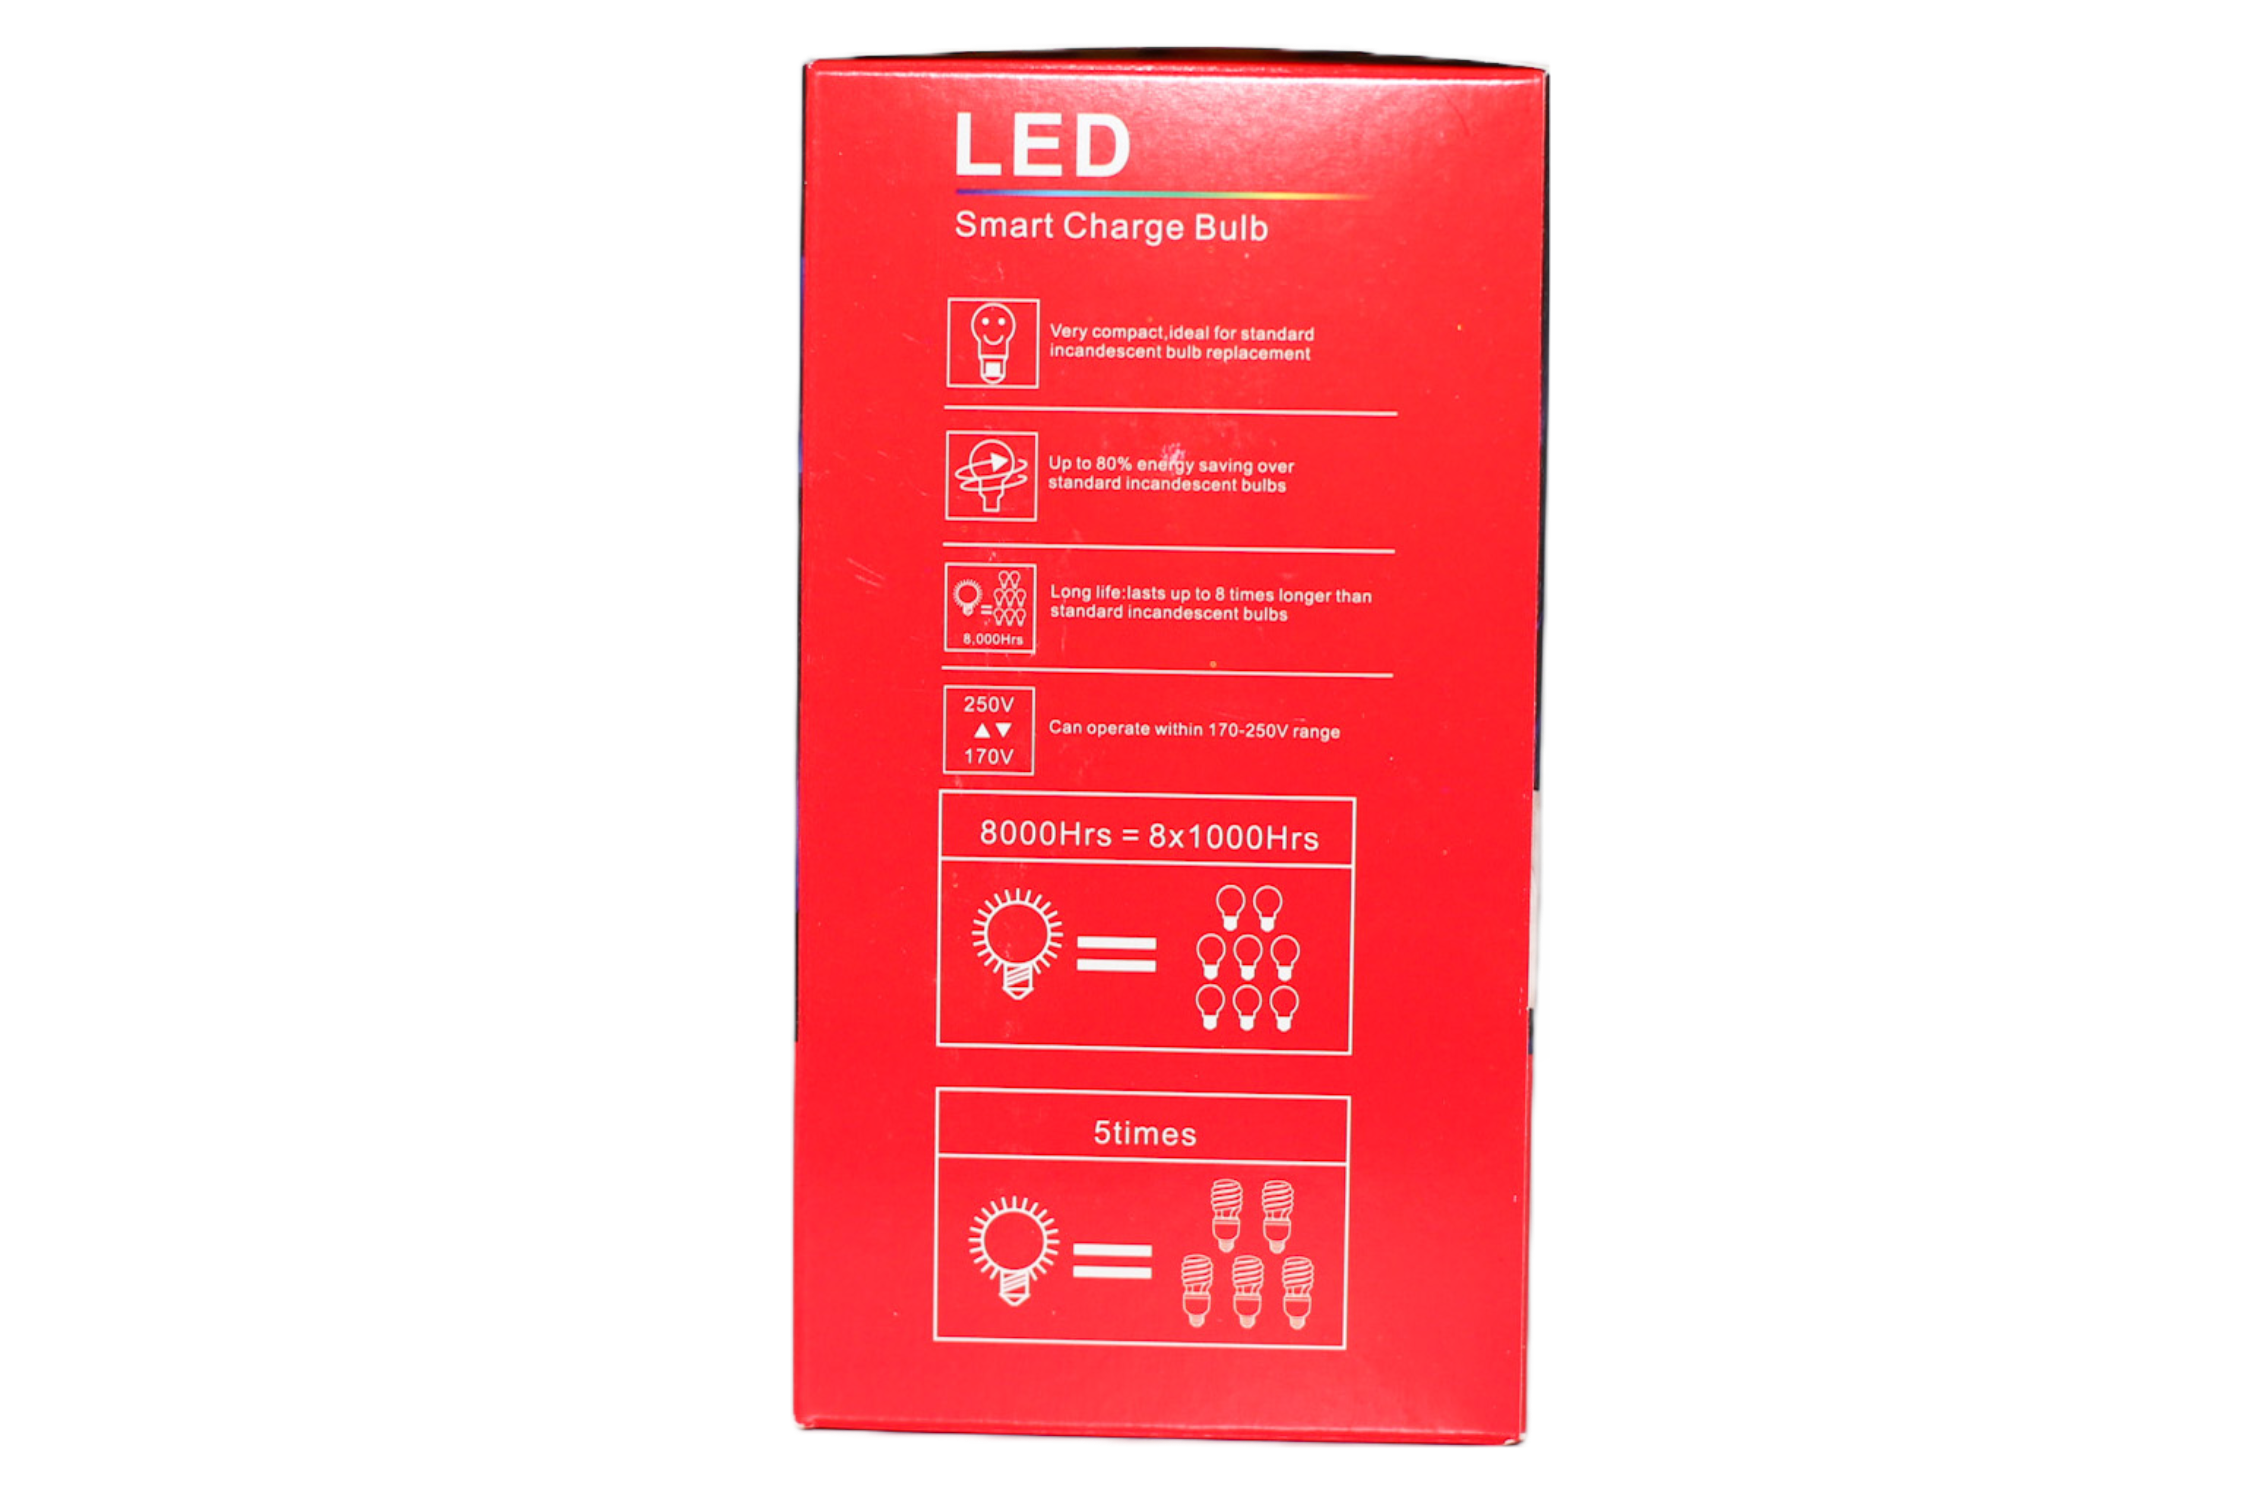 LED
Smart Charge Bulb
Very compact,ideal for standard
incandescent bulb replacement
Up to 80% energy saving over
standard incandescent bulbs
8,000Hrs
Long life:lasts up to 8 times longer than
standard incandescent bulbs
250V
170V
Can operate within 170-250V range
8000Hrs = 8x1000Hrs
5times